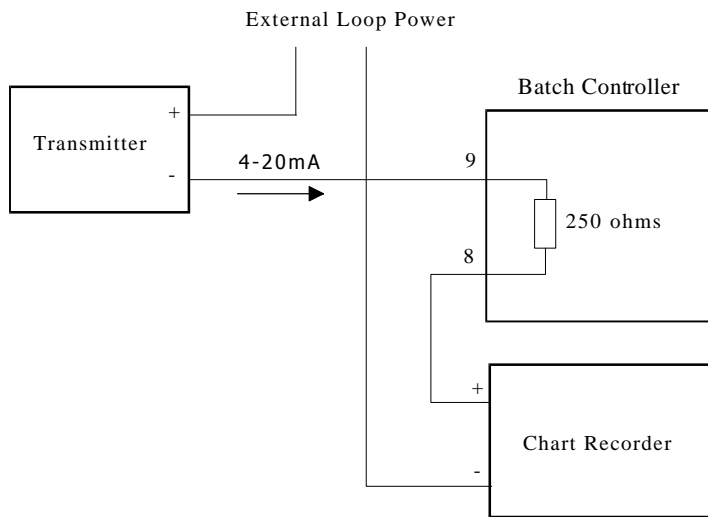 External Loop Power
Batch Controller
+
Transmitter
4-20mA
9
-
250 ohms
8
+
Chart Recorder
-